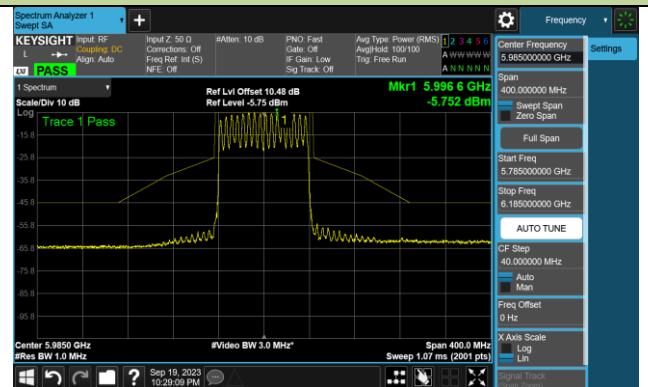 Spectrum Analyzer 1
Swept SA
Frequency
KEYSIGHT
L
LXI
PASS
Input: RF
Coupling: DC
Align: Auto
Input Z: 50 Ω
Corrections: Off
Freq Ref: Int (S)
NFE: Off
#Atten: 10 dB
PNO: Fast
Gate: Off
IF Gain: Low
Sig Track: Off
Avg Type: Power (RMS)
Avg|Hold: 100/100
Trig: Free Run
1 2 3 4 5 6
A W W W W W
A N N N N N
1 Spectrum
Scale/Div 10 dB
Ref Lvl Offset 10.48 dB
Ref Level -5.75 dBm
Mkr1 5.996 6 GHz
-5.752 dBm
Log
Trace 1 Pass
1
-15.8
-25.8
-35.8
-45.8
-55.8
-65.8
-75.8
-85.8
-95.8
Center 5.9850 GHz
#Res BW 1.0 MHz
#Video BW 3.0 MHz*
Span 400.0 MHz
Sweep 1.07 ms (2001 pts)
Sep 19, 2023
10:29:09 PM
Center Frequency
5.985000000 GHz
Settings
Span
400.000000 MHz
Swept Span
Zero Span
Full Span
Start Freq
5.785000000 GHz
Stop Freq
6.185000000 GHz
AUTO TUNE
CF Step
40.000000 MHz
Auto
Man
Freq Offset
0 Hz
X Axis Scale
Log
Lin
Signal Track
(Span Zoom)